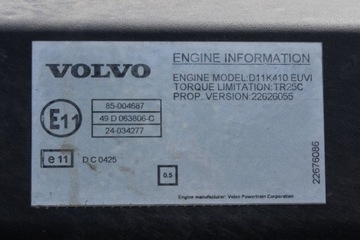 VOLVO
ENGINE INFORMATION
ENGINE MODEL:D11K410 EUVI
TORQUE LIMITATION:TR25C
PROP. VERSION:22626055
E11
85-004687
49 D 063806-C
24-034277
e 11
D C 0425
0.5
22676086
Engine manufacturer: Volvo Powertrain Corporation